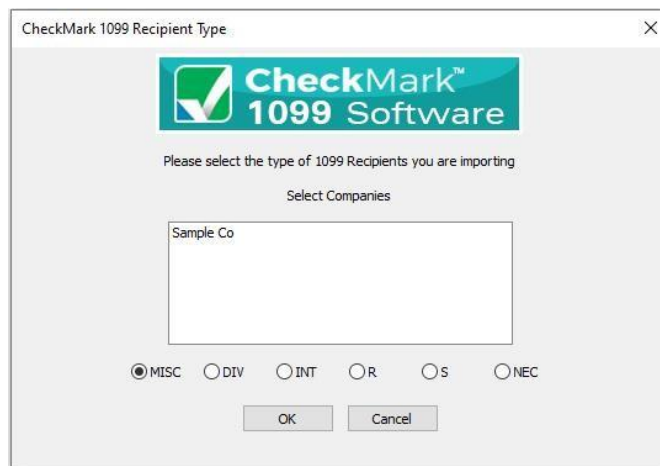 CheckMark 1099 Recipient Type
CheckMark™
1099 Software
Please select the type of 1099 Recipients you are importing
Select Companies
Sample Co
MISC DIV INT R S NEC
OK Cancel